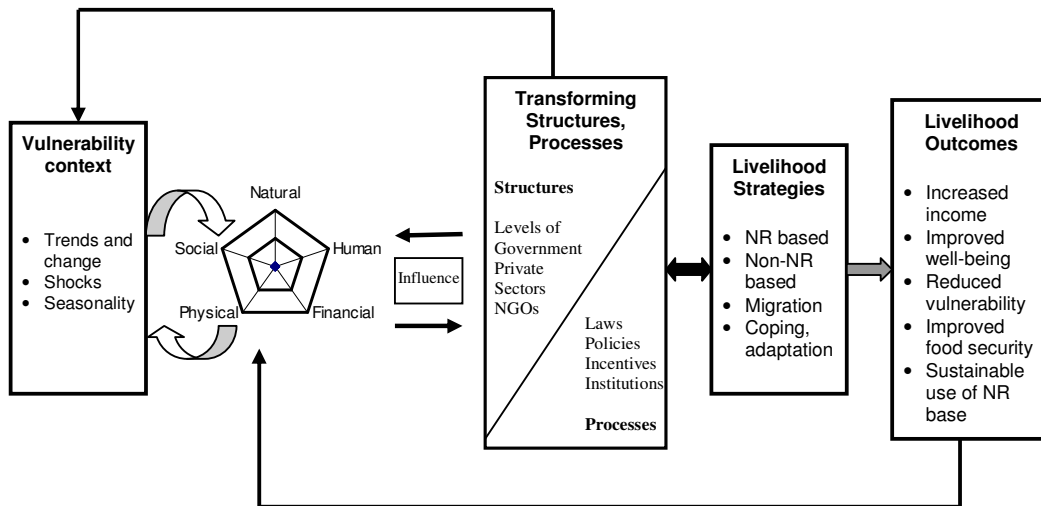 Vulnerability
context
• Trends and
change
• Shocks
• Seasonality
Natural
Social
Human
Physical
Financial
Influence
Transforming
Structures,
Processes
Structures
Levels of
Government
Private
Sectors
NGOs
Laws
Policies
Incentives
Institutions
Processes
Livelihood
Strategies
• NR based
• Non-NR
based
• Migration
• Coping,
adaptation
Livelihood
Outcomes
• Increased
income
• Improved
well-being
• Reduced
vulnerability
• Improved
food security
• Sustainable
use of NR
base